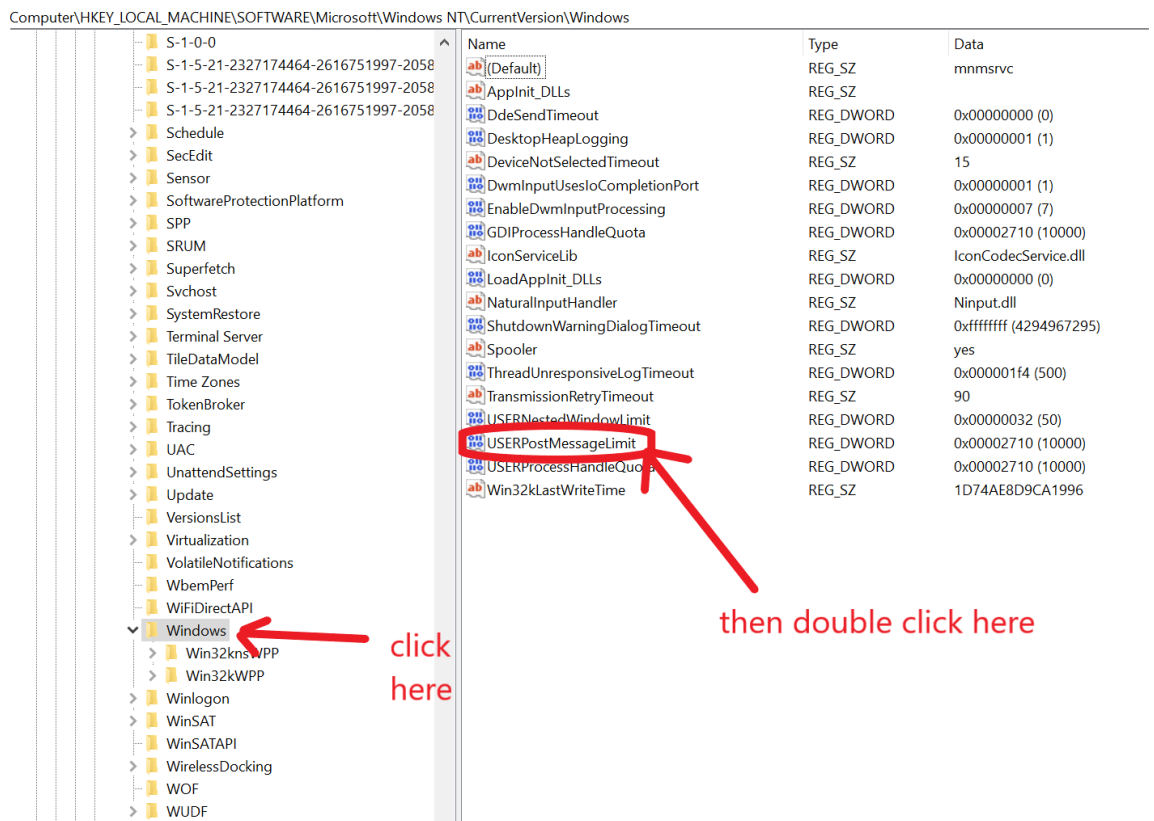 Computer\HKEY_LOCAL_MACHINE\SOFTWARE\Microsoft\Windows NT\CurrentVersion\Windows
S-1-0-0
S-1-5-21-2327174464-2616751997-2058
S-1-5-21-2327174464-2616751997-2058
S-1-5-21-2327174464-2616751997-2058
Schedule
SecEdit
Sensor
SoftwareProtectionPlatform
SPP
SRUM
Superfetch
Svchost
SystemRestore
Terminal Server
TileDataModel
Time Zones
TokenBroker
Tracing
UAC
UnattendSettings
Update
VersionsList
Virtualization
VolatileNotifications
WbemPerf
WiFiDirectAPI
Windows
Win32knsWPP
Win32kWPP
Winlogon
WinSAT
WinSATAPI
WirelessDocking
WOF
WUDF
click
here
Name Type Data
(Default) REG_SZ mnmsrvc
AppInit_DLLs REG_SZ
DdeSendTimeout REG_DWORD 0x00000000 (0)
DesktopHeapLogging REG_DWORD 0x00000001 (1)
DeviceNotSelectedTimeout REG_SZ 15
DwmInputUsesIoCompletionPort REG_DWORD 0x00000001 (1)
EnableDwmInputProcessing REG_DWORD 0x00000007 (7)
GDIProcessHandleQuota REG_DWORD 0x00002710 (10000)
IconServiceLib REG_SZ IconCodecService.dll
LoadAppInit_DLLs REG_DWORD 0x00000000 (0)
NaturalInputHandler REG_SZ Ninput.dll
ShutdownWarningDialogTimeout REG_DWORD 0xffffffff (4294967295)
Spooler REG_SZ yes
ThreadUnresponsiveLogTimeout REG_DWORD 0x000001f4 (500)
TransmissionRetryTimeout REG_SZ 90
USERNestedWindowLimit REG_DWORD 0x00000032 (50)
USERPostMessageLimit REG_DWORD 0x00002710 (10000)
USERProcessHandleQuota REG_DWORD 0x00002710 (10000)
Win32kLastWriteTime REG_SZ 1D74AE8D9CA1996
then double click here